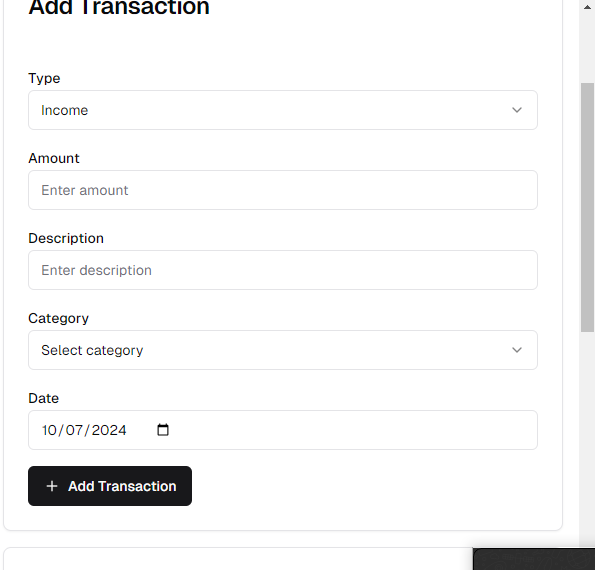 Add Transaction
Type
Income
Amount
Enter amount
Description
Enter description
Category
Select category
Date
10/07/2024
Add Transaction